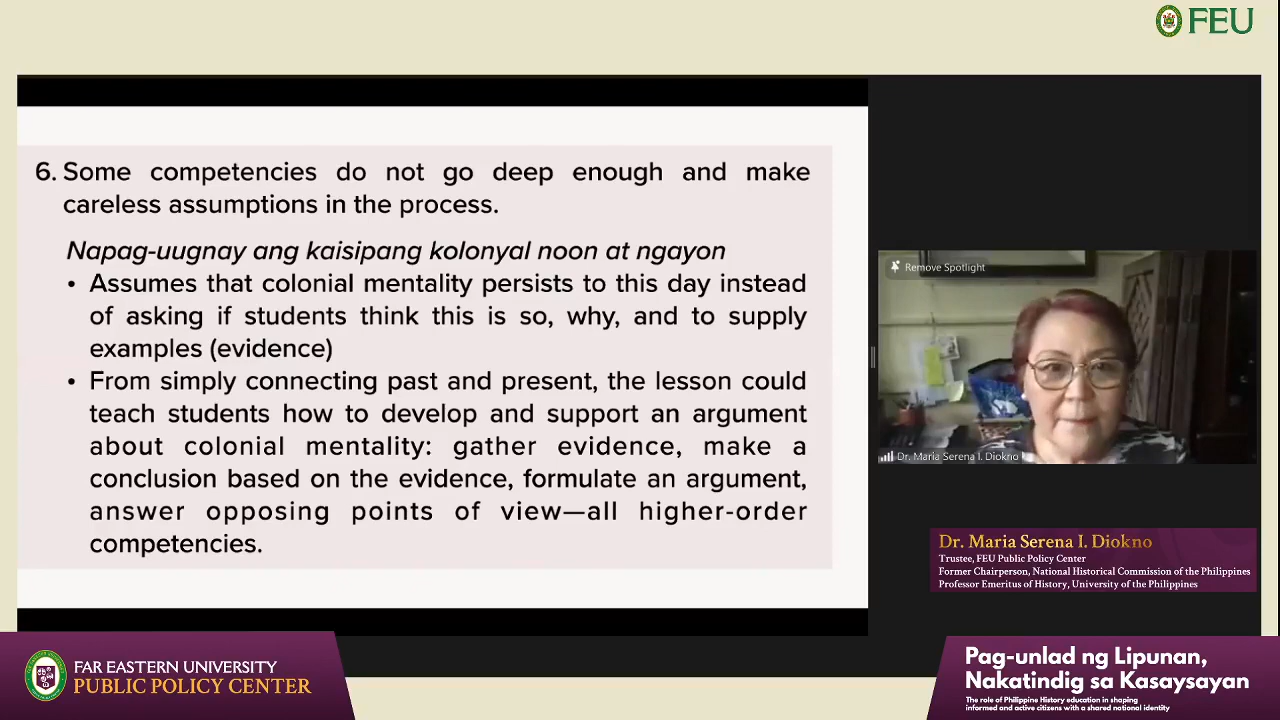 FEU
6. Some competencies do not go deep enough and make
careless assumptions in the process.
Napag-uugnay ang kaisipang kolonyal noon at ngayon
• Assumes that colonial mentality persists to this day instead
of asking if students think this is so, why, and to supply
examples (evidence)
• From simply connecting past and present, the lesson could
teach students how to develop and support an argument
about colonial mentality: gather evidence, make a
conclusion based on the evidence, formulate an argument,
answer opposing points of view—all higher-order
competencies.
Remove Spotlight
Dr. Maria Serena I. Diokno
Dr. Maria Serena I. Diokno
Trustee, FEU Public Policy Center
Former Chairperson, National Historical Commission of the Philippines
Professor Emeritus of History, University of the Philippines
FAR EASTERN UNIVERSITY
PUBLIC POLICY CENTER
Pag-unlad ng Lipunan,
Nakatindig sa Kasaysayan
The role of Philippine History education in shaping
informed and active citizens with a shared national identity